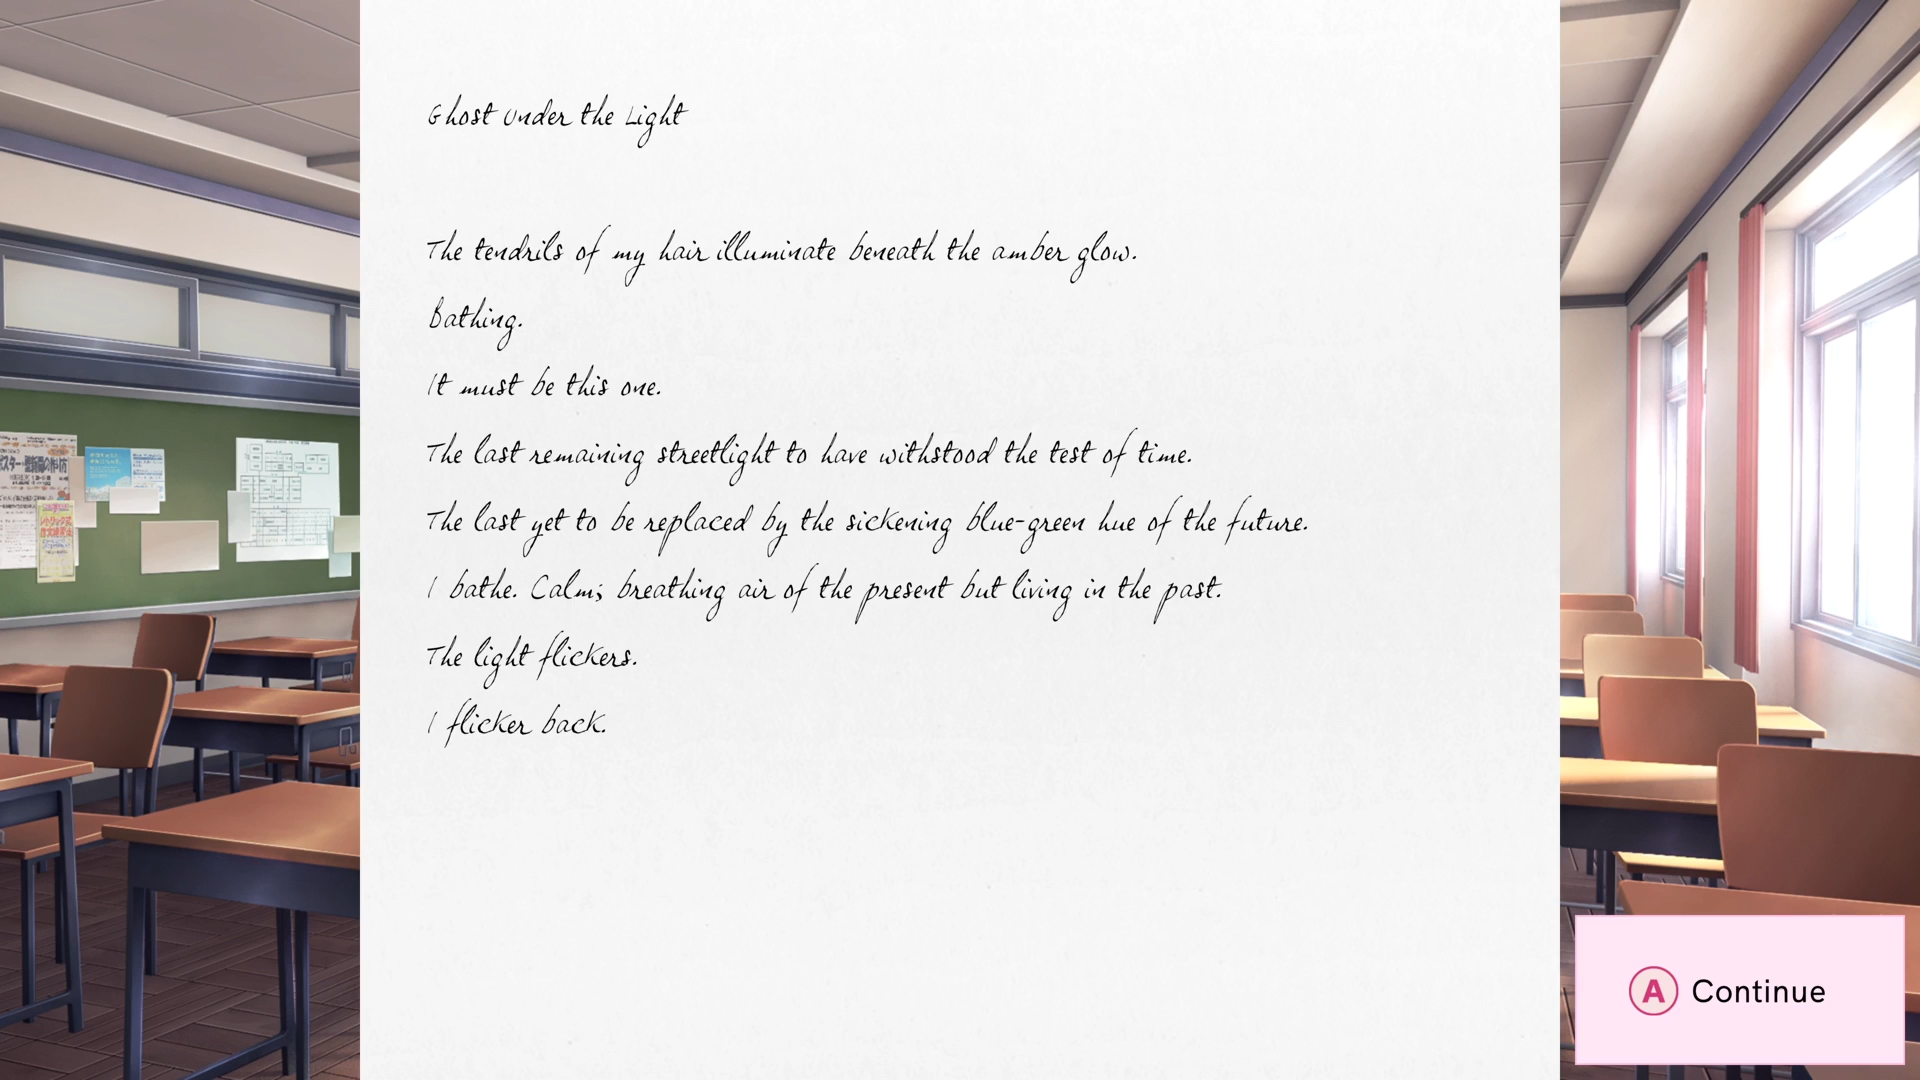 Ghost Under the Light
The tendrils of my hair illuminate beneath the amber glow.
Bathing.
It must be this one.
The last remaining streetlight to have withstood the test of time.
The last yet to be replaced by the sickening blue-green hue of the future.
I bathe. Calm; breathing air of the present but living in the past.
The light flickers.
I flicker back.
A Continue